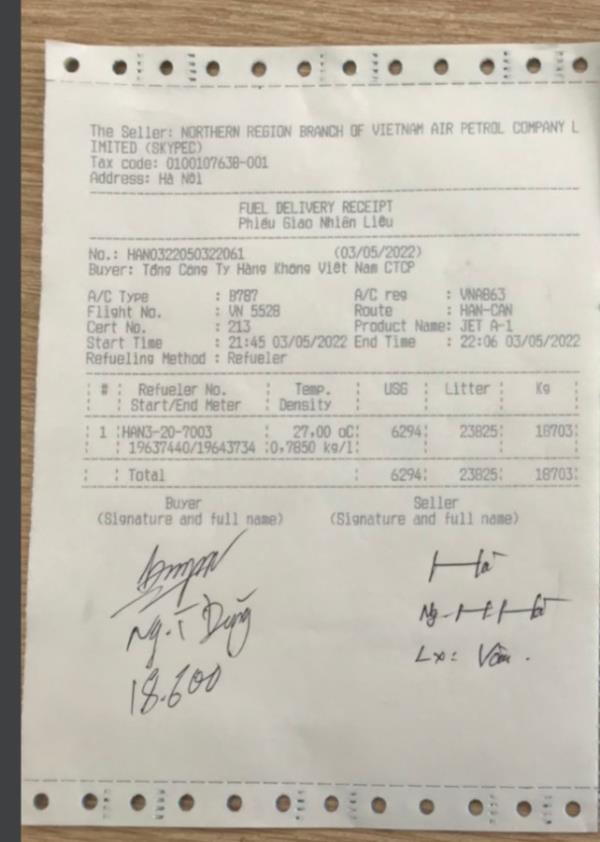 The Seller: NORTHERN REGION BRANCH OF VIETNAM AIR PETROL COMPANY L
IMITED (SKYPEC)
Tax code: 0100107638-001
Address: Hà Nội
FUEL DELIVERY RECEIPT
Phiếu Giao Nhiên Liệu
No.: HAN0322050322061 (03/05/2022)
Buyer: Tổng Công Ty Hàng Không Việt Nam CTCP
A/C Type : B787 A/C reg : VNA863
Flight No. : VN 5528 Route : HAN-CAN
Cert No. : 213 Product Name: JET A-1
Start Time : 21:45 03/05/2022 End Time : 22:06 03/05/2022
Refueling Method : Refueler
# Refueler No. Temp. USG Litter Kg
Start/End Meter Density
1 HAN3-20-7003 27,00 oC 6294 23825 18703
19637440/19643734 0,7850 kg/l
Total 6294 23825 18703
Buyer Seller
(Signature and full name) (Signature and full name)
Hà
Ng.T Dũng Ng.H Hà
18.600 Lx: Vân.